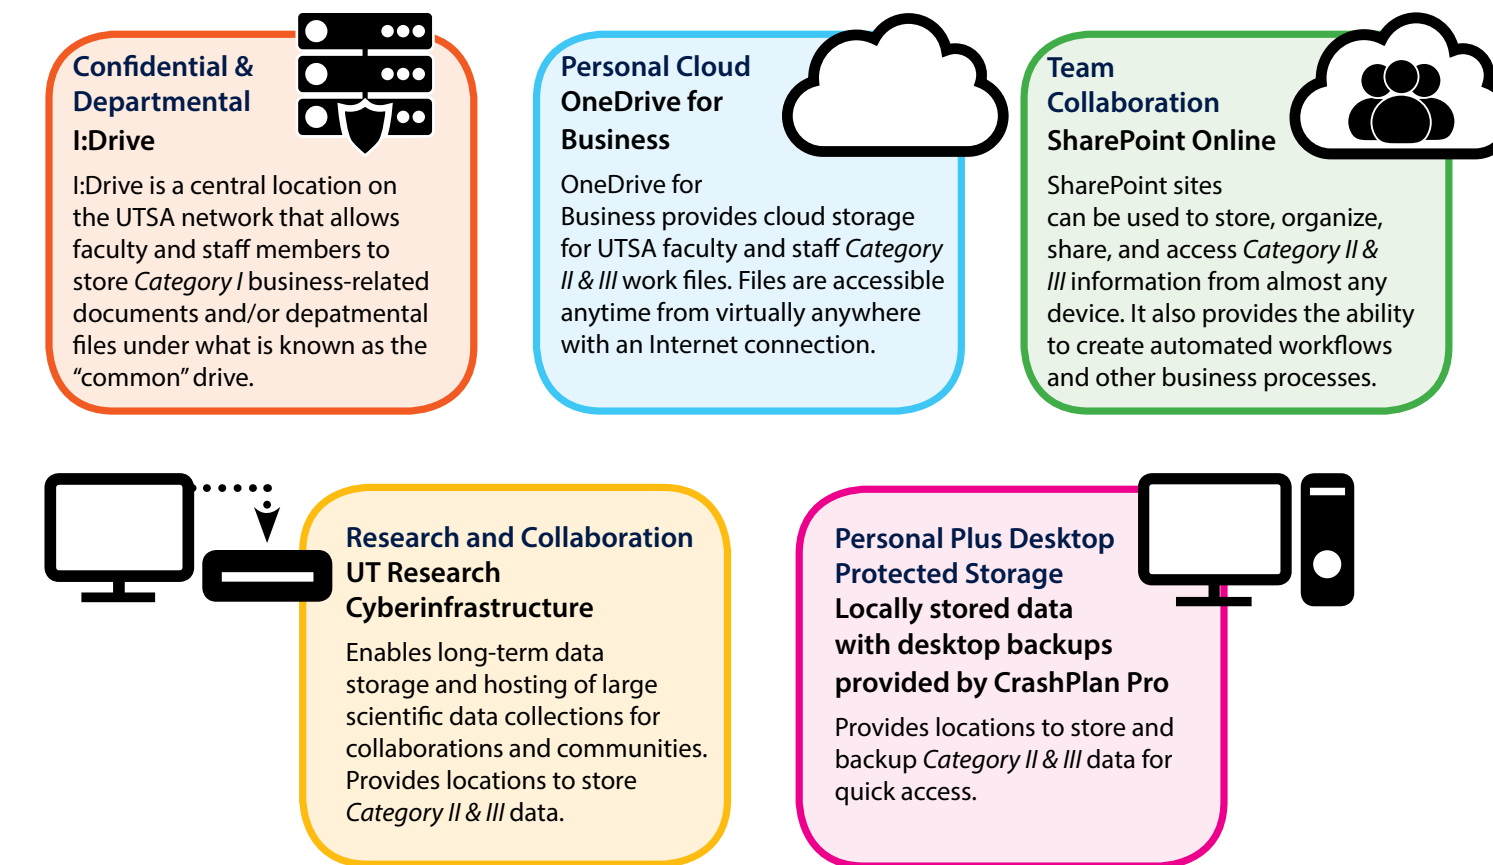 Confidential &
Departmental
I:Drive
I:Drive is a central location on
the UTSA network that allows
faculty and staff members to
store Category I business-related
documents and/or depatmental
files under what is known as the
“common” drive.
Personal Cloud
OneDrive for
Business
OneDrive for
Business provides cloud storage
for UTSA faculty and staff Category
II & III work files. Files are accessible
anytime from virtually anywhere
with an Internet connection.
Team
Collaboration
SharePoint Online
SharePoint sites
can be used to store, organize,
share, and access Category II &
III information from almost any
device. It also provides the ability
to create automated workflows
and other business processes.
Research and Collaboration
UT Research
Cyberinfrastructure
Enables long-term data
storage and hosting of large
scientific data collections for
collaborations and communities.
Provides locations to store
Category II & III data.
Personal Plus Desktop
Protected Storage
Locally stored data
with desktop backups
provided by CrashPlan Pro
Provides locations to store and
backup Category II & III data for
quick access.